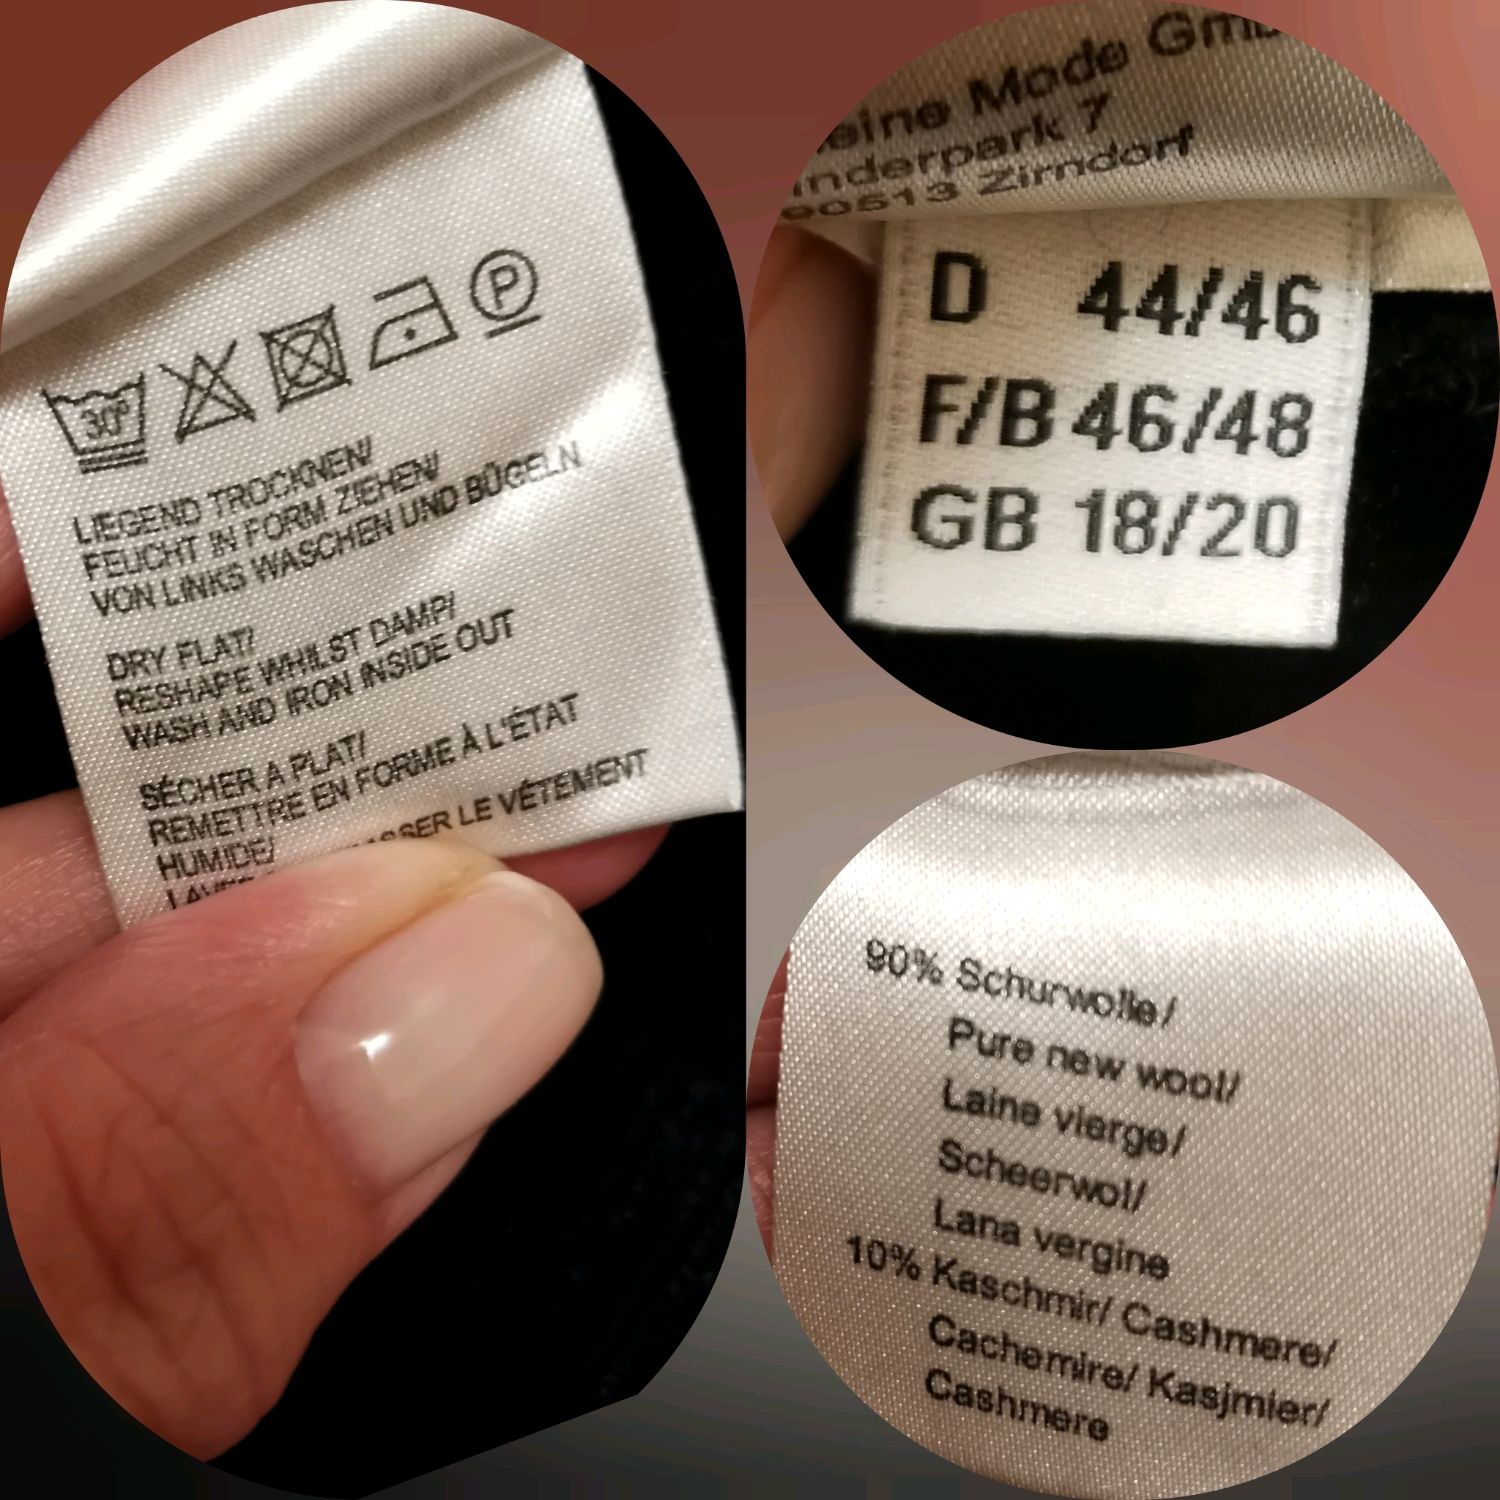 30°
P
LIEGEND TROCKNEN/
FEUCHT IN FORM ZIEHEN/
VON LINKS WASCHEN UND BÜGELN
DRY FLAT/
RESHAPE WHILST DAMP/
WASH AND IRON INSIDE OUT
SÉCHER A PLAT/
REMETTRE EN FORME À L'ÉTAT
HUMIDE/
LE VÊTEMENT
Mode
7
Zirndorf
D 44/46
F/B 46/48
GB 18/20
90% Schurwolle/
Pure new wool/
Laine vierge/
Scheerwol/
Lana vergine
10% Kaschmir/ Cashmere/
Cachemire/ Kasjmier/
Cashmere